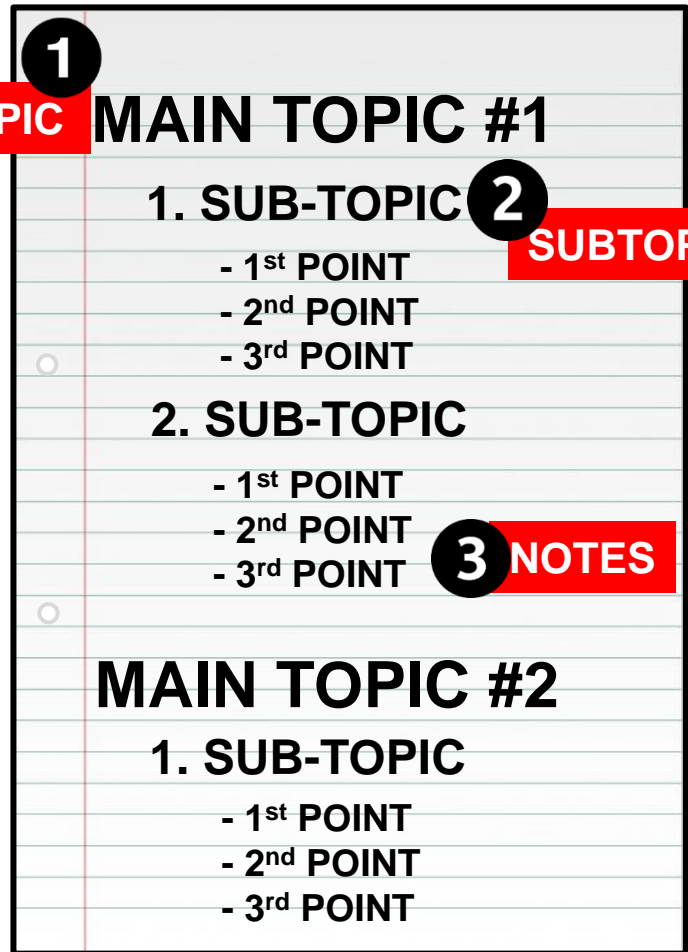 1
PIC
MAIN TOPIC #1
1. SUB-TOPIC
2
SUBTOP
- 1st POINT
- 2nd POINT
- 3rd POINT
2. SUB-TOPIC
- 1st POINT
- 2nd POINT
- 3rd POINT
3
NOTES
MAIN TOPIC #2
1. SUB-TOPIC
- 1st POINT
- 2nd POINT
- 3rd POINT